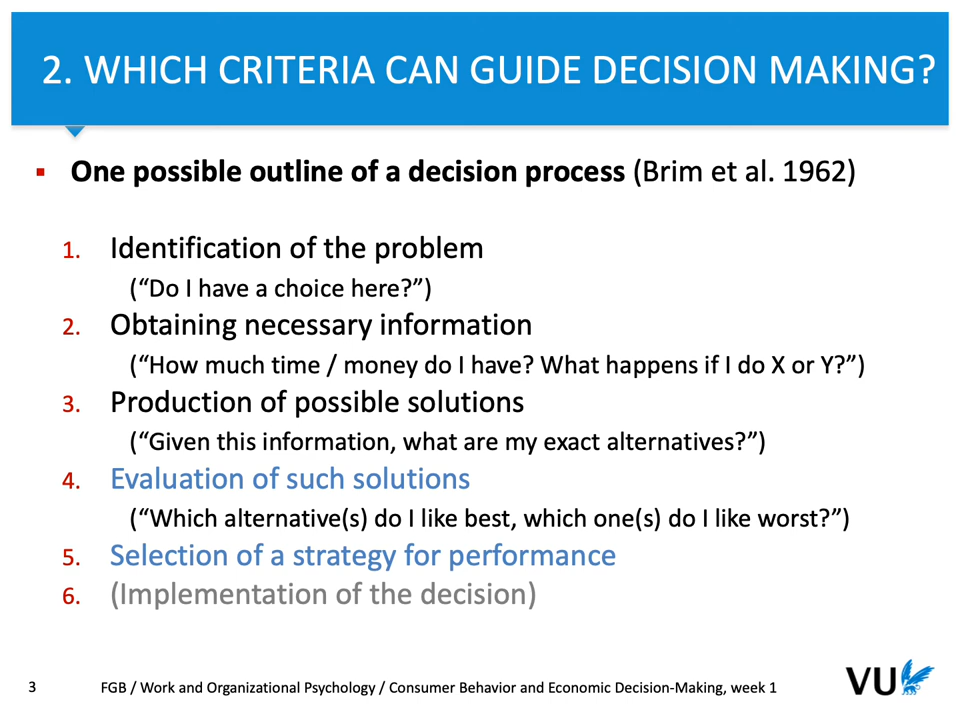 2. WHICH CRITERIA CAN GUIDE DECISION MAKING?
▪ One possible outline of a decision process (Brim et al. 1962)
1. Identification of the problem
(“Do I have a choice here?”)
2. Obtaining necessary information
(“How much time / money do I have? What happens if I do X or Y?”)
3. Production of possible solutions
(“Given this information, what are my exact alternatives?”)
4. Evaluation of such solutions
(“Which alternative(s) do I like best, which one(s) do I like worst?”)
5. Selection of a strategy for performance
6. (Implementation of the decision)
3 FGB / Work and Organizational Psychology / Consumer Behavior and Economic Decision-Making, week 1
VU